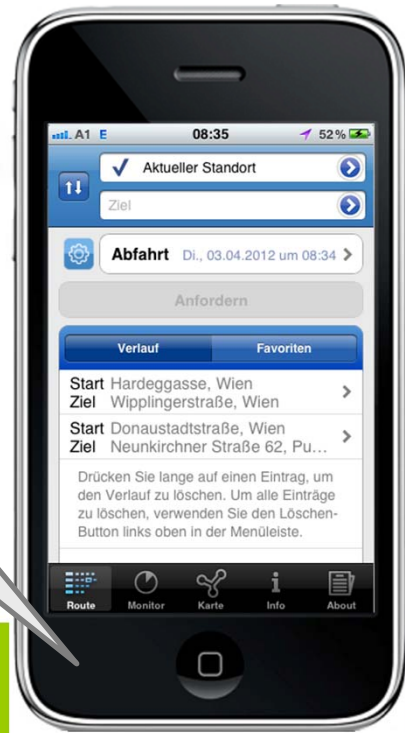 A1 E 08:35 52%
Aktueller Standort
Ziel
Abfahrt Di., 03.04.2012 um 08:34
Anfordern
Verlauf Favoriten
Start Hardeggasse, Wien
Ziel Wipplingerstraße, Wien
Start Donaustadtstraße, Wien
Ziel Neunkirchner Straße 62, Pu...
Drücken Sie lange auf einen Eintrag, um
den Verlauf zu löschen. Um alle Einträge
zu löschen, verwenden Sie den Löschen-
Button links oben in der Menüleiste.
Route Monitor Karte Info About